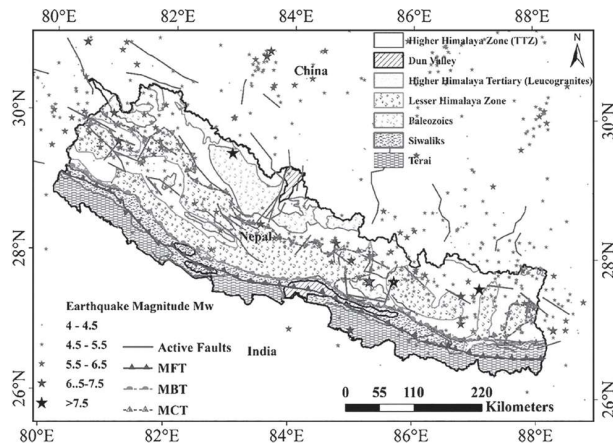 80°E 82°E 84°E 86°E 88°E
30°N
28°N
26°N
30°N
28°N
26°N
China
Nepal
India
Higher Himalaya Zone (TTZ)
Dun Valley
Higher Himalaya Tertiary (Leucogranites)
Lesser Himalaya Zone
Paleozoics
Siwaliks
Terai
N
Earthquake Magnitude Mw
4 - 4.5
4.5 - 5.5
5.5 - 6.5
6..5-7.5
>7.5
Active Faults
MFT
MBT
MCT
0 55 110 220
Kilometers
80°E 82°E 84°E 86°E 88°E